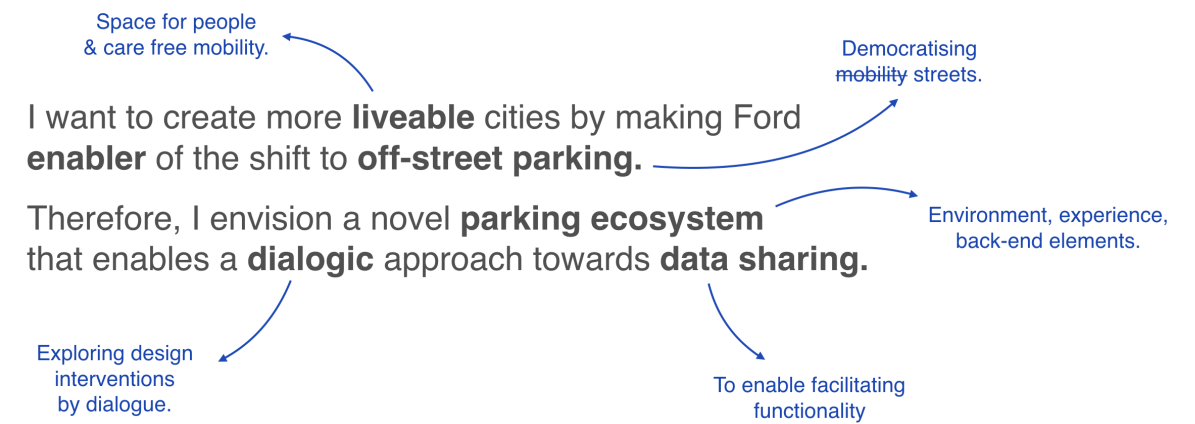 Space for people
& care free mobility.
Democratising
mobility streets.
I want to create more liveable cities by making Ford
enabler of the shift to off-street parking.
Therefore, I envision a novel parking ecosystem
that enables a dialogic approach towards data sharing.
Environment, experience,
back-end elements.
Exploring design
interventions
by dialogue.
To enable facilitating
functionality